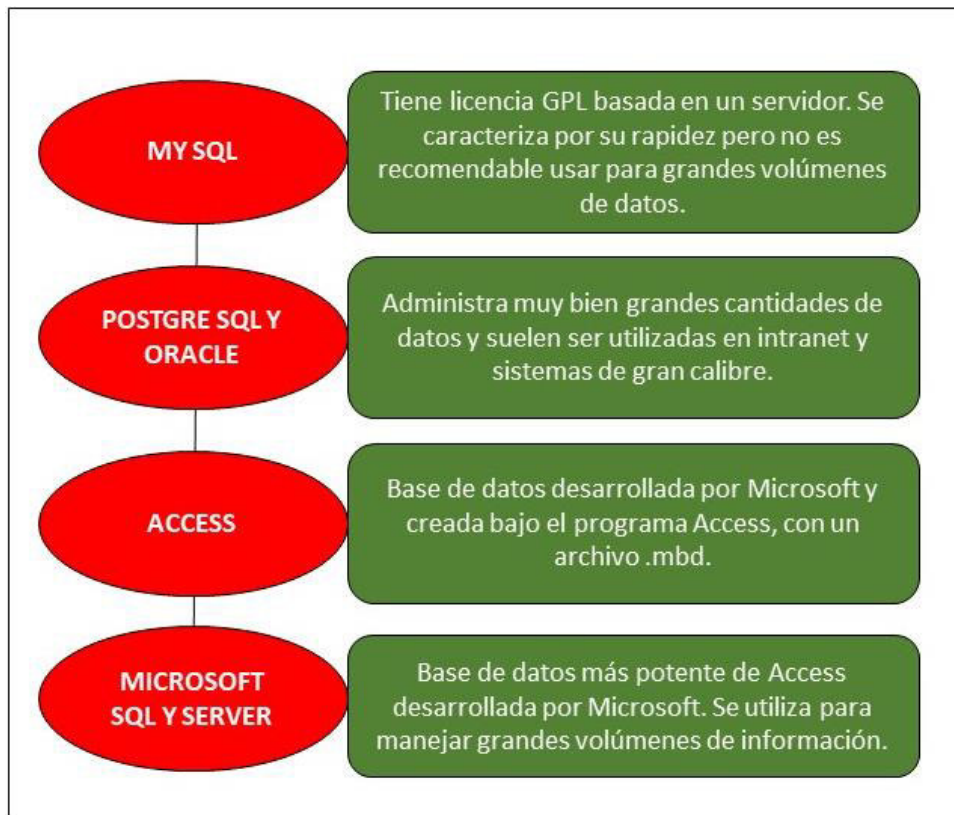 MY SQL
Tiene licencia GPL basada en un servidor. Se
caracteriza por su rapidez pero no es
recomendable usar para grandes volúmenes
de datos.
POSTGRE SQL Y
ORACLE
Administra muy bien grandes cantidades de
datos y suelen ser utilizadas en intranet y
sistemas de gran calibre.
ACCESS
Base de datos desarrollada por Microsoft y
creada bajo el programa Access, con un
archivo .mbd.
MICROSOFT
SQL Y SERVER
Base de datos más potente de Access
desarrollada por Microsoft. Se utiliza para
manejar grandes volúmenes de información.